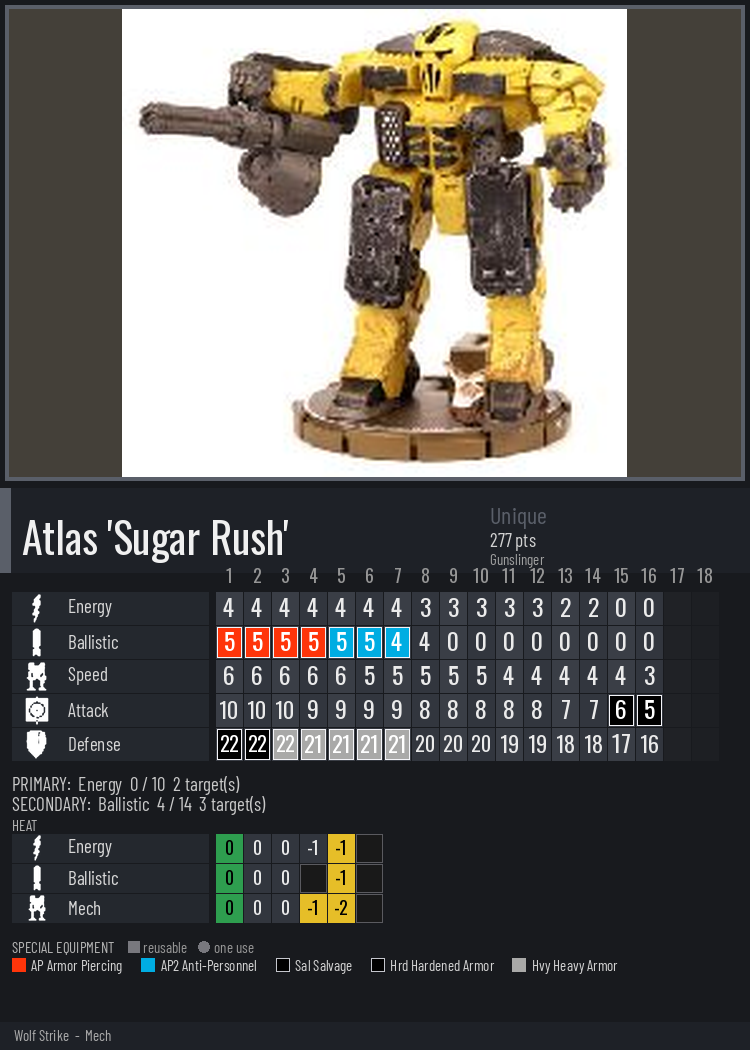 Atlas 'Sugar Rush'
Unique
277 pts
Gunslinger
1 2 3 4 5 6 7 8 9 10 11 12 13 14 15 16 17 18
Energy 4 4 4 4 4 4 4 3 3 3 3 3 2 2 0 0
Ballistic 5 5 5 5 5 5 4 4 0 0 0 0 0 0 0 0
Speed 6 6 6 6 6 5 5 5 5 5 4 4 4 4 4 3
Attack 10 10 10 9 9 9 9 8 8 8 8 8 7 7 6 5
Defense 22 22 22 21 21 21 21 20 20 20 19 19 18 18 17 16
PRIMARY: Energy 0 / 10 2 target(s)
SECONDARY: Ballistic 4 / 14 3 target(s)
HEAT
Energy 0 0 0 -1 -1
Ballistic 0 0 0 -1
Mech 0 0 0 -1 -2
SPECIAL EQUIPMENT reusable one use
AP Armor Piercing AP2 Anti-Personnel Sal Salvage Hrd Hardened Armor Hvy Heavy Armor
Wolf Strike - Mech